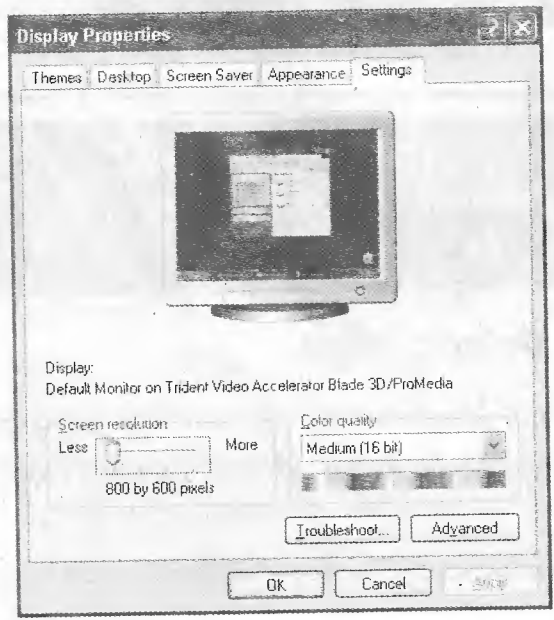 Display Properties
Themes Desktop Screen Saver Appearance Settings
Display:
Default Monitor on Trident Video Accelerator Blade 3D/ProMedia
Screen resolution
Less More
800 by 600 pixels
Color quality
Medium (16 bit)
Troubleshoot... Advanced
OK Cancel Apply